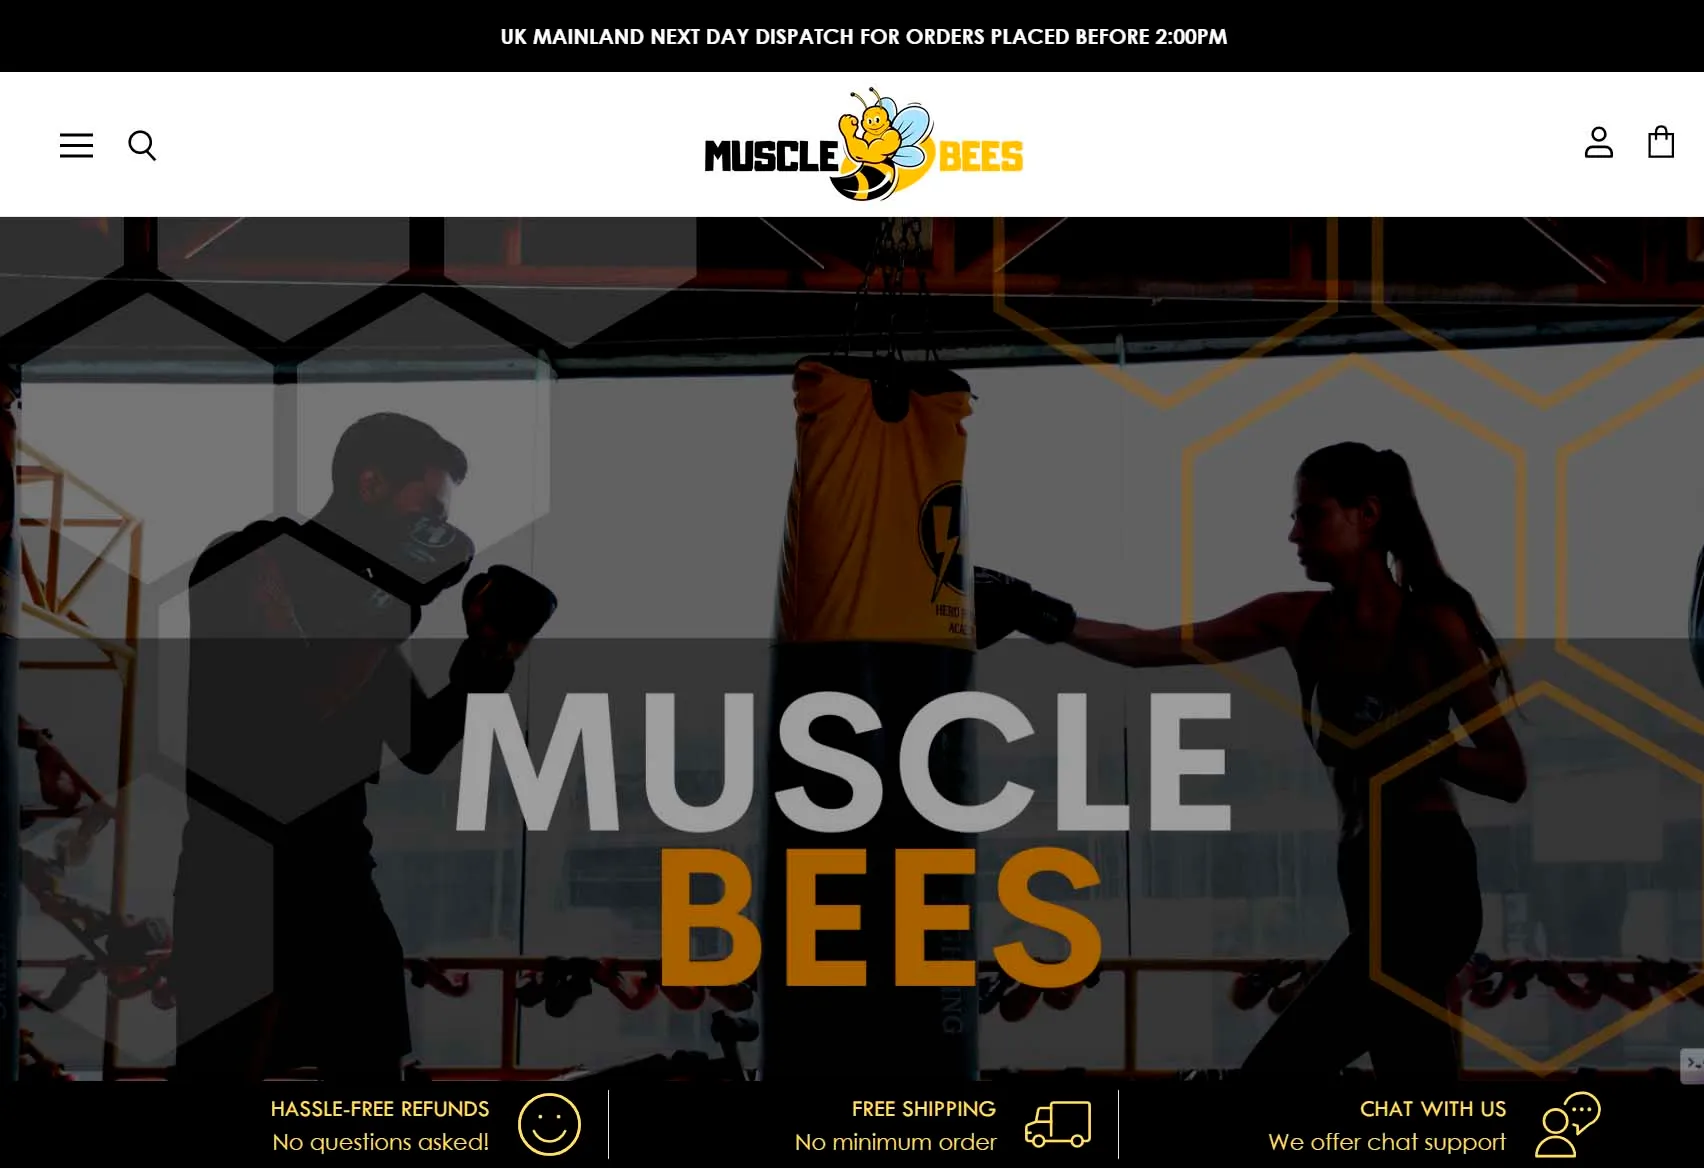 UK MAINLAND NEXT DAY DISPATCH FOR ORDERS PLACED BEFORE 2:00PM
MUSCLE BEES
MUSCLE
BEES
HASSLE-FREE REFUNDS
No questions asked!
FREE SHIPPING
No minimum order
CHAT WITH US
We offer chat support